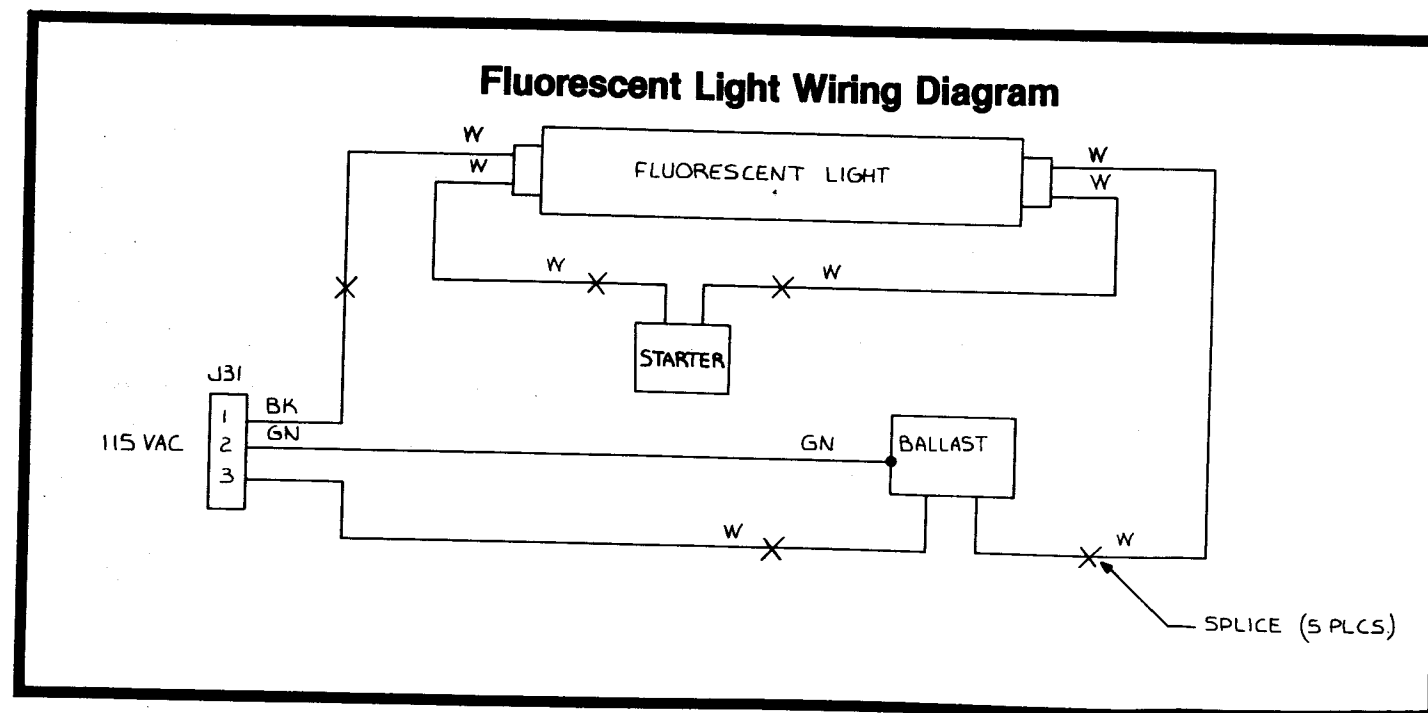 Fluorescent Light Wiring Diagram
W
W
FLUORESCENT LIGHT
W
W
W
W
STARTER
J31
1
BK
GN
115 VAC
2
3
GN
BALLAST
W
W
SPLICE (5 PLCS.)